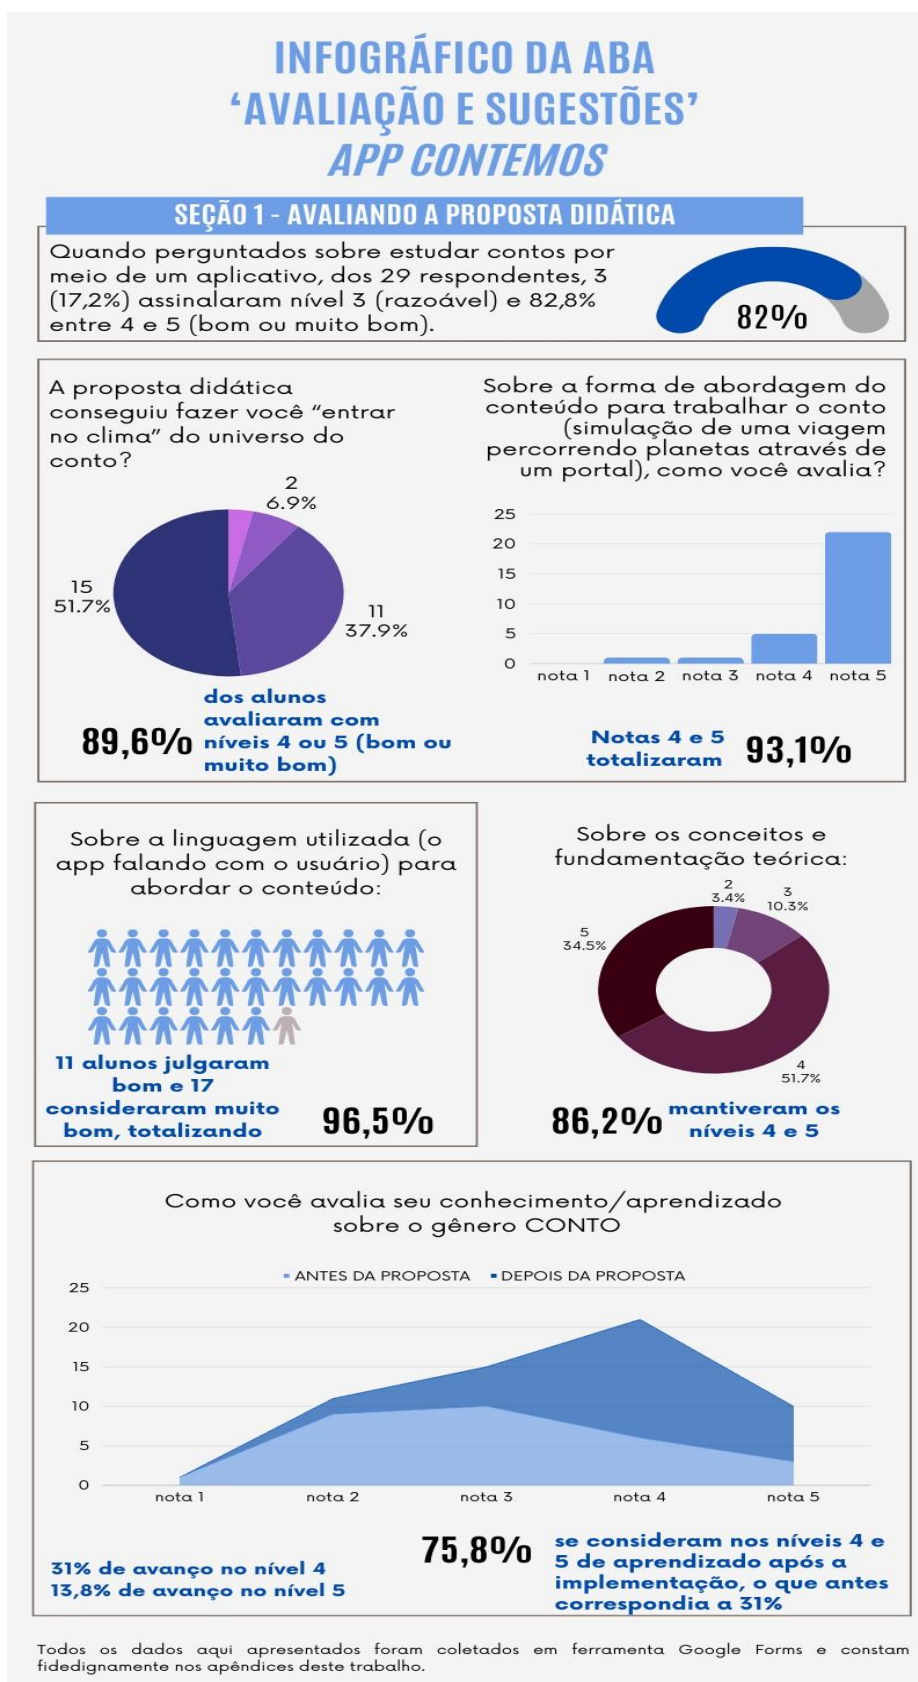 INFOGRÁFICO DA ABA
‘AVALIAÇÃO E SUGESTÕES’
APP CONTEMOS
SEÇÃO 1 - AVALIANDO A PROPOSTA DIDÁTICA
Quando perguntados sobre estudar contos por
meio de um aplicativo, dos 29 respondentes, 3
(17,2%) assinalaram nível 3 (razoável) e 82,8%
entre 4 e 5 (bom ou muito bom).
82%
A proposta didática
conseguiu fazer você “entrar
no clima” do universo do
conto?
2
6.9%
15
51.7%
11
37.9%
89,6%
dos alunos
avaliaram com
níveis 4 ou 5 (bom ou
muito bom)
Sobre a forma de abordagem do
conteúdo para trabalhar o conto
(simulação de uma viagem
percorrendo planetas através de
um portal), como você avalia?
25
20
15
10
5
0
nota 1 nota 2 nota 3 nota 4 nota 5
Notas 4 e 5
totalizaram
93,1%
Sobre a linguagem utilizada (o
app falando com o usuário) para
abordar o conteúdo:
11 alunos julgaram
bom e 17
consideraram muito
bom, totalizando
96,5%
Sobre os conceitos e
fundamentação teórica:
2
3.4%
3
10.3%
5
34.5%
4
51.7%
86,2%
mantiveram os
níveis 4 e 5
Como você avalia seu conhecimento/aprendizado
sobre o gênero CONTO
ANTES DA PROPOSTA DEPOIS DA PROPOSTA
25
20
15
10
5
0
nota 1 nota 2 nota 3 nota 4 nota 5
31% de avanço no nível 4
13,8% de avanço no nível 5
75,8%
se consideram nos níveis 4 e
5 de aprendizado após a
implementação, o que antes
correspondia a 31%
Todos os dados aqui apresentados foram coletados em ferramenta Google Forms e constam
fidedignamente nos apêndices deste trabalho.